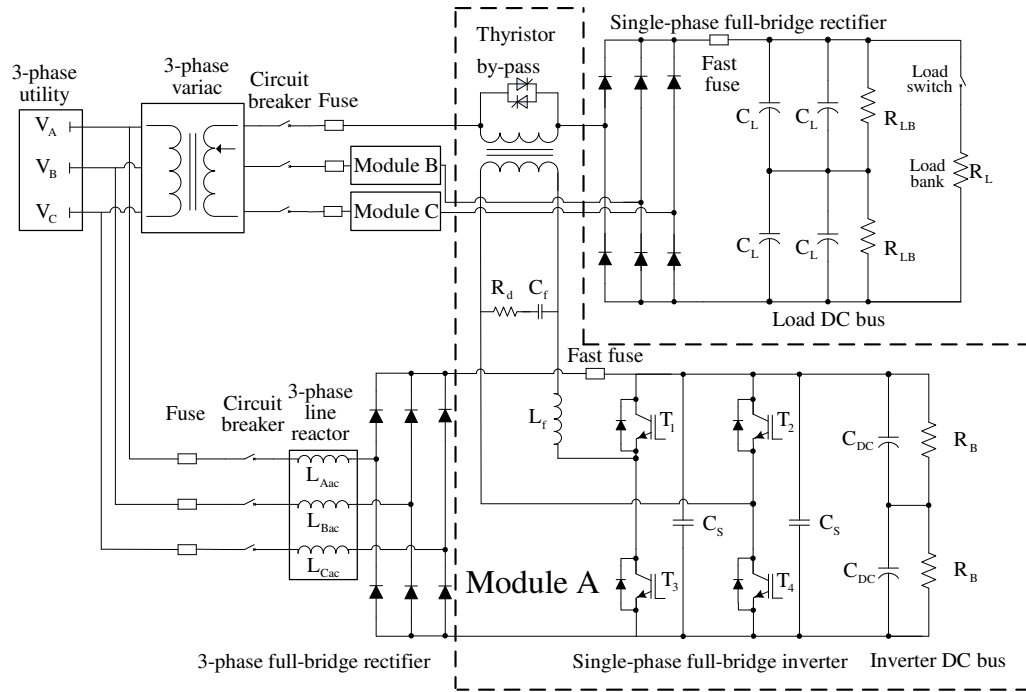 Single-phase full-bridge rectifier
Thyristor
by-pass
3-phase
utility
3-phase
variac
Circuit
breaker
Fuse
Fast
fuse
Load
switch
V_A
V_B
V_C
Module B
Module C
C_L
C_L
R_LB
Load
bank
R_L
C_L
C_L
R_LB
R_d
C_f
Load DC bus
Fast fuse
Fuse
Circuit
breaker
3-phase
line
reactor
L_f
T_1
T_2
C_DC
R_B
L_Aac
L_Bac
L_Cac
C_S
C_S
Module A
T_3
T_4
C_DC
R_B
3-phase full-bridge rectifier
Single-phase full-bridge inverter
Inverter DC bus